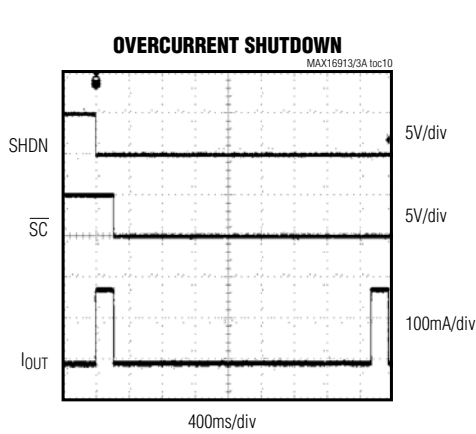 OVERCURRENT SHUTDOWN
MAX16913/3A toc10
SHDN
5V/div
SC
5V/div
100mA/div
IOUT
400ms/div